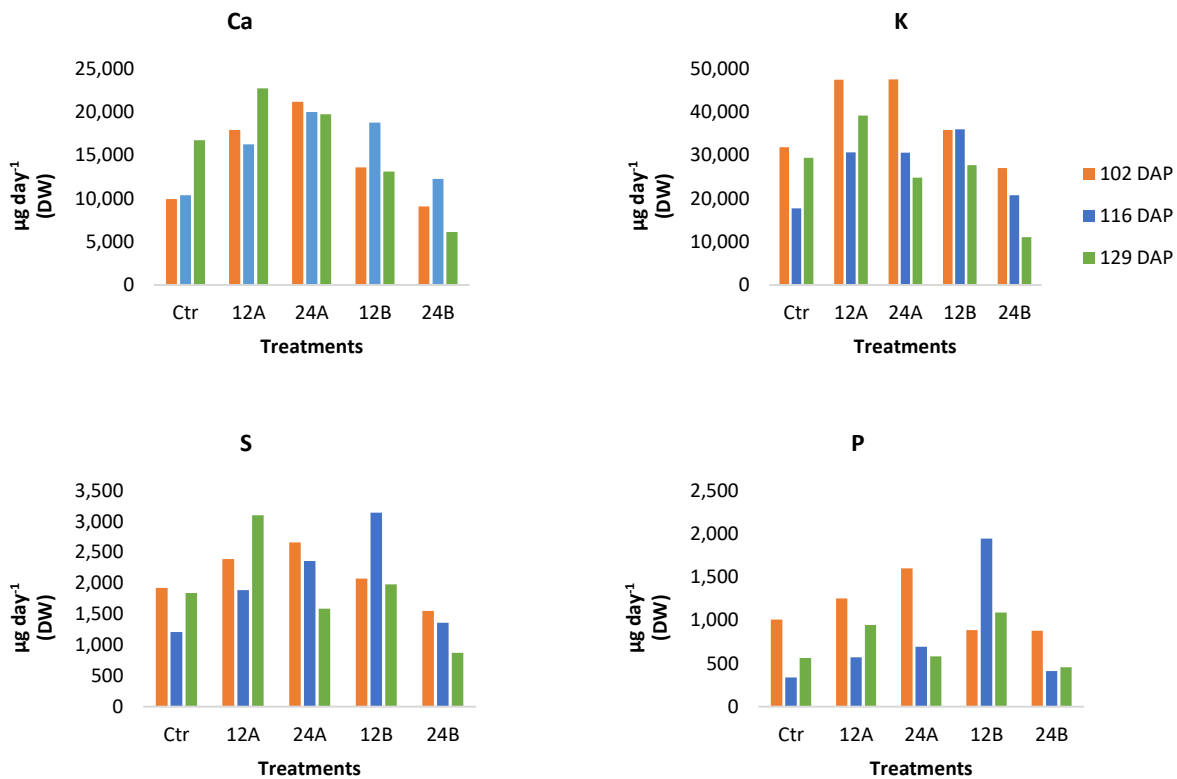 Ca
25,000
20,000
15,000
10,000
5,000
0
µg day-1
(DW)
Ctr 12A 24A 12B 24B
Treatments
K
50,000
40,000
30,000
20,000
10,000
0
µg day-1
(DW)
Ctr 12A 24A 12B 24B
Treatments
102 DAP
116 DAP
129 DAP
S
3,500
3,000
2,500
2,000
1,500
1,000
500
0
µg day-1
(DW)
Ctr 12A 24A 12B 24B
Treatments
P
2,500
2,000
1,500
1,000
500
0
µg day-1
(DW)
Ctr 12A 24A 12B 24B
Treatments